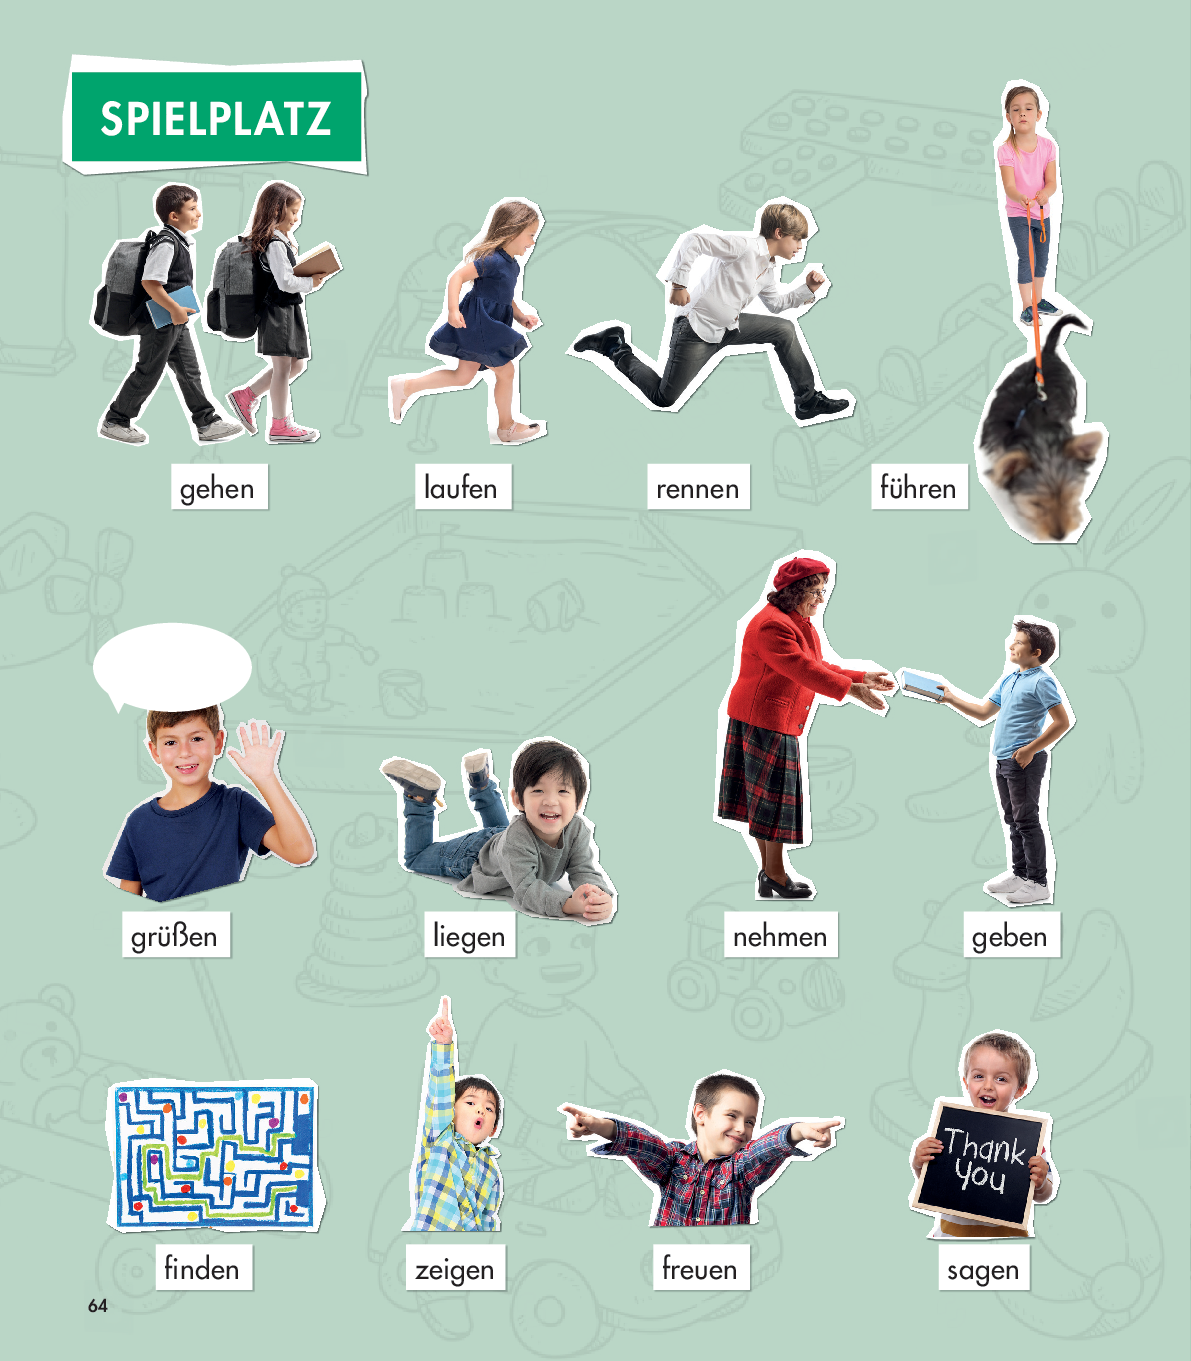 SPIELPLATZ
gehen
laufen
rennen
führen
grüßen
liegen
nehmen
geben
Thank
you
finden
zeigen
freuen
sagen
64